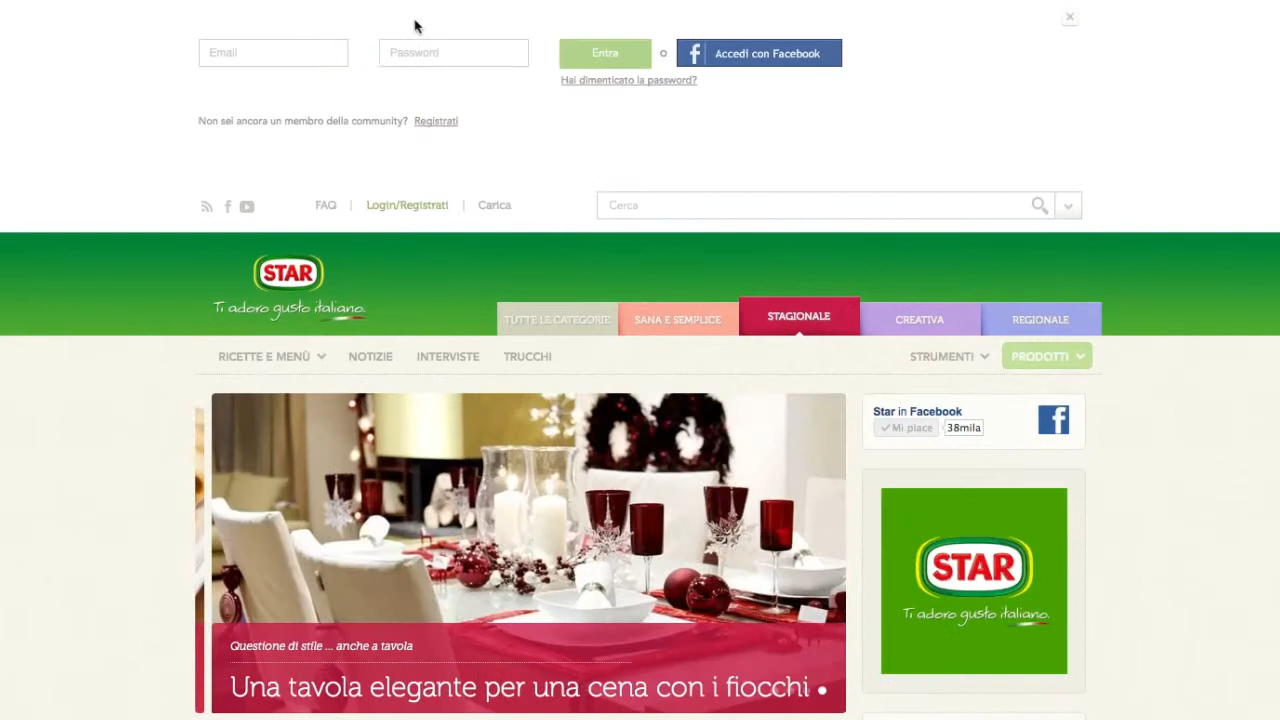 Email
Password
Entra
o
Accedi con Facebook
Hai dimenticato la password?
Non sei ancora un membro della community? Registrati
FAQ | Login/Registrati | Carica
Cerca
STAR
Ti adoro gusto italiano.
TUTTE LE CATEGORIE
SANA E SEMPLICE
STAGIONALE
CREATIVA
REGIONALE
RICETTE E MENÙ
NOTIZIE
INTERVISTE
TRUCCHI
STRUMENTI
PRODOTTI
Questione di stile ... anche a tavola
Una tavola elegante per una cena con i fiocchi
Star in Facebook
Mi piace
38mila
STAR
Ti adoro gusto italiano.